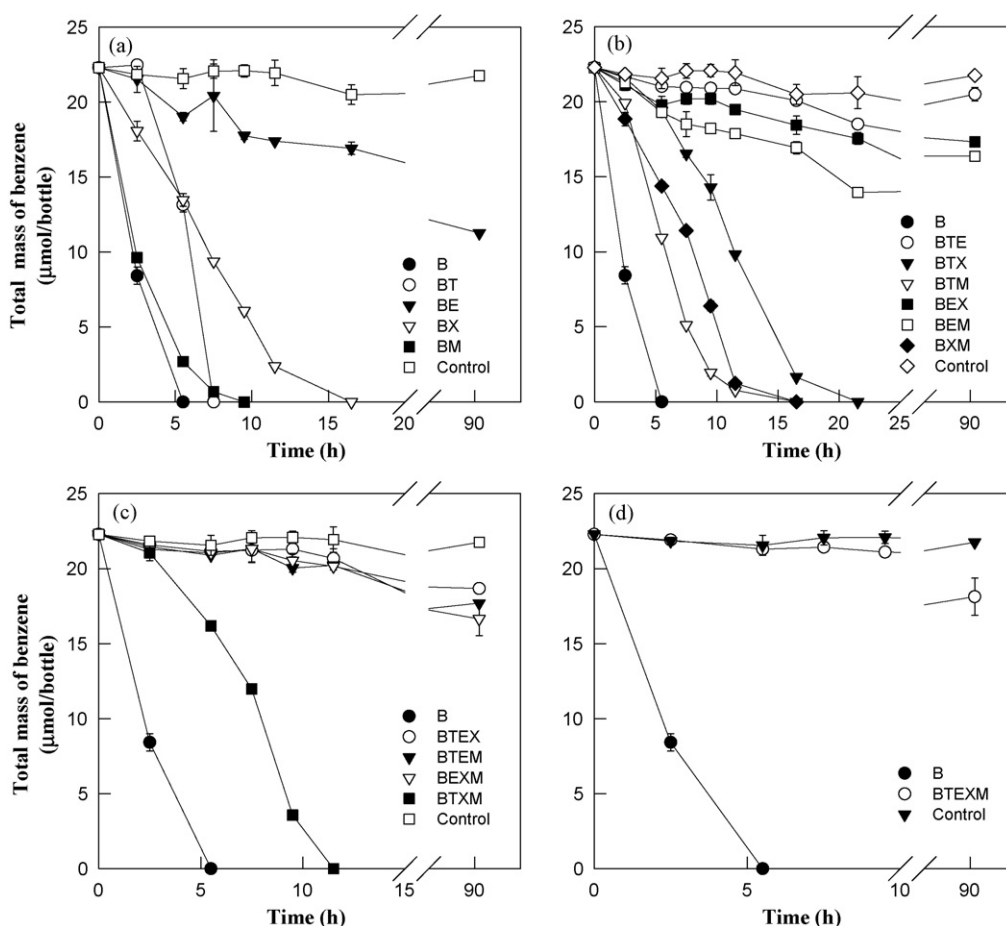 (a)
Total mass of benzene
(μmol/bottle)
25
20
15
10
5
0
B
BT
BE
BX
BM
Control
0 5 10 15 20 90
Time (h)
(b)
25
20
15
10
5
0
B
BTE
BTX
BTM
BEX
BEM
BXM
Control
0 5 10 15 20 25 90
Time (h)
(c)
Total mass of benzene
(μmol/bottle)
25
20
15
10
5
0
B
BTEX
BTEM
BEXM
BTXM
Control
0 5 10 15 90
Time (h)
(d)
25
20
15
10
5
0
B
BTEXM
Control
0 5 10 90
Time (h)